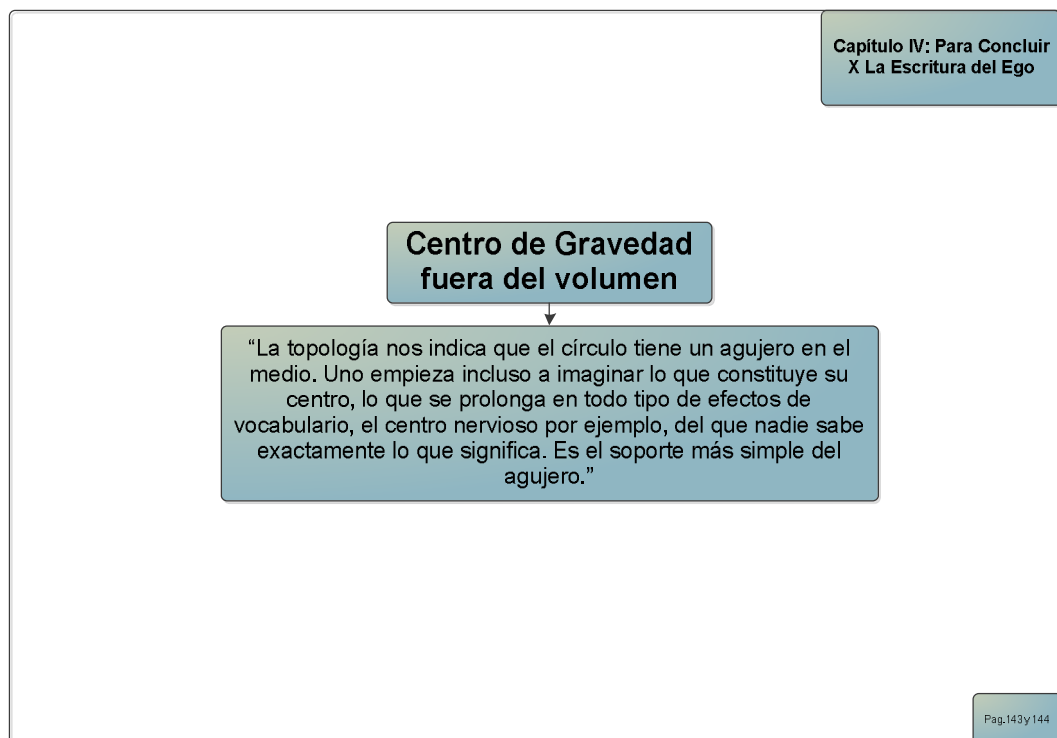 Capítulo IV: Para Concluir
X La Escritura del Ego
Centro de Gravedad
fuera del volumen
“La topología nos indica que el círculo tiene un agujero en el
medio. Uno empieza incluso a imaginar lo que constituye su
centro, lo que se prolonga en todo tipo de efectos de
vocabulario, el centro nervioso por ejemplo, del que nadie sabe
exactamente lo que significa. Es el soporte más simple del
agujero.”
Pag.143y144